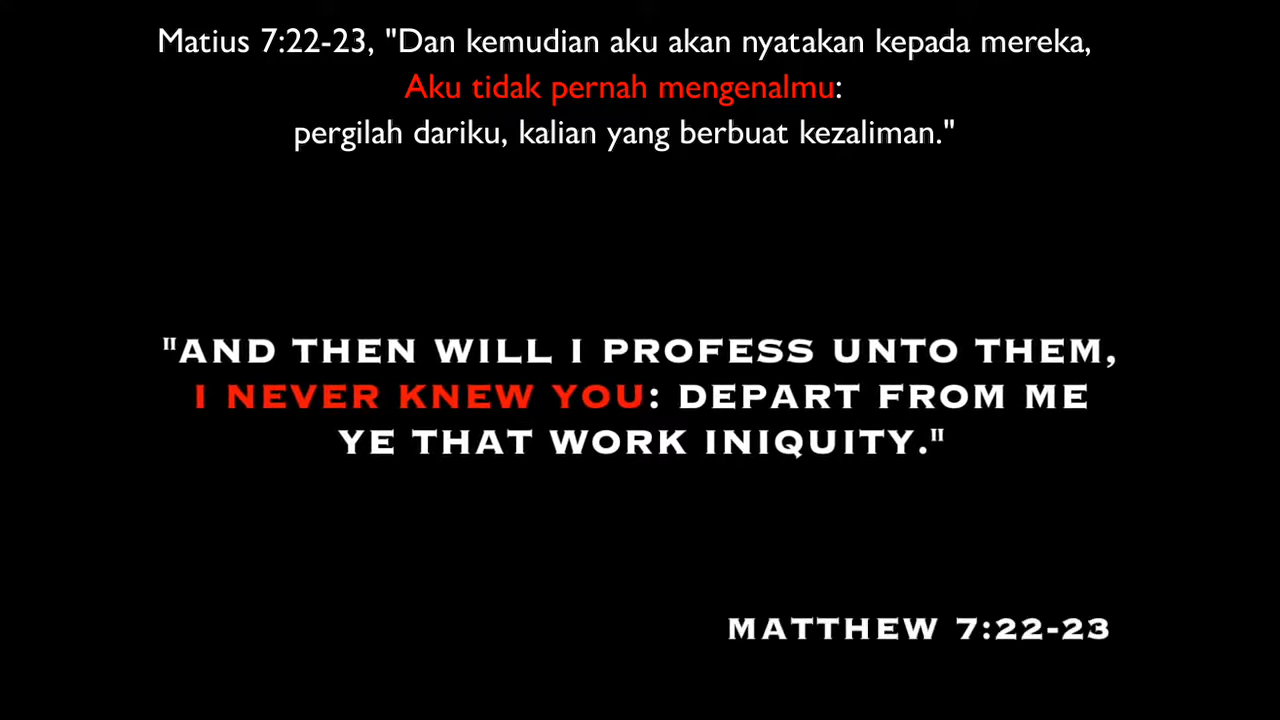 Matius 7:22-23, "Dan kemudian aku akan nyatakan kepada mereka,
Aku tidak pernah mengenalmu:
pergilah dariku, kalian yang berbuat kezaliman."
"AND THEN WILL I PROFESS UNTO THEM,
I NEVER KNEW YOU: DEPART FROM ME
YE THAT WORK INIQUITY."
MATTHEW 7:22-23